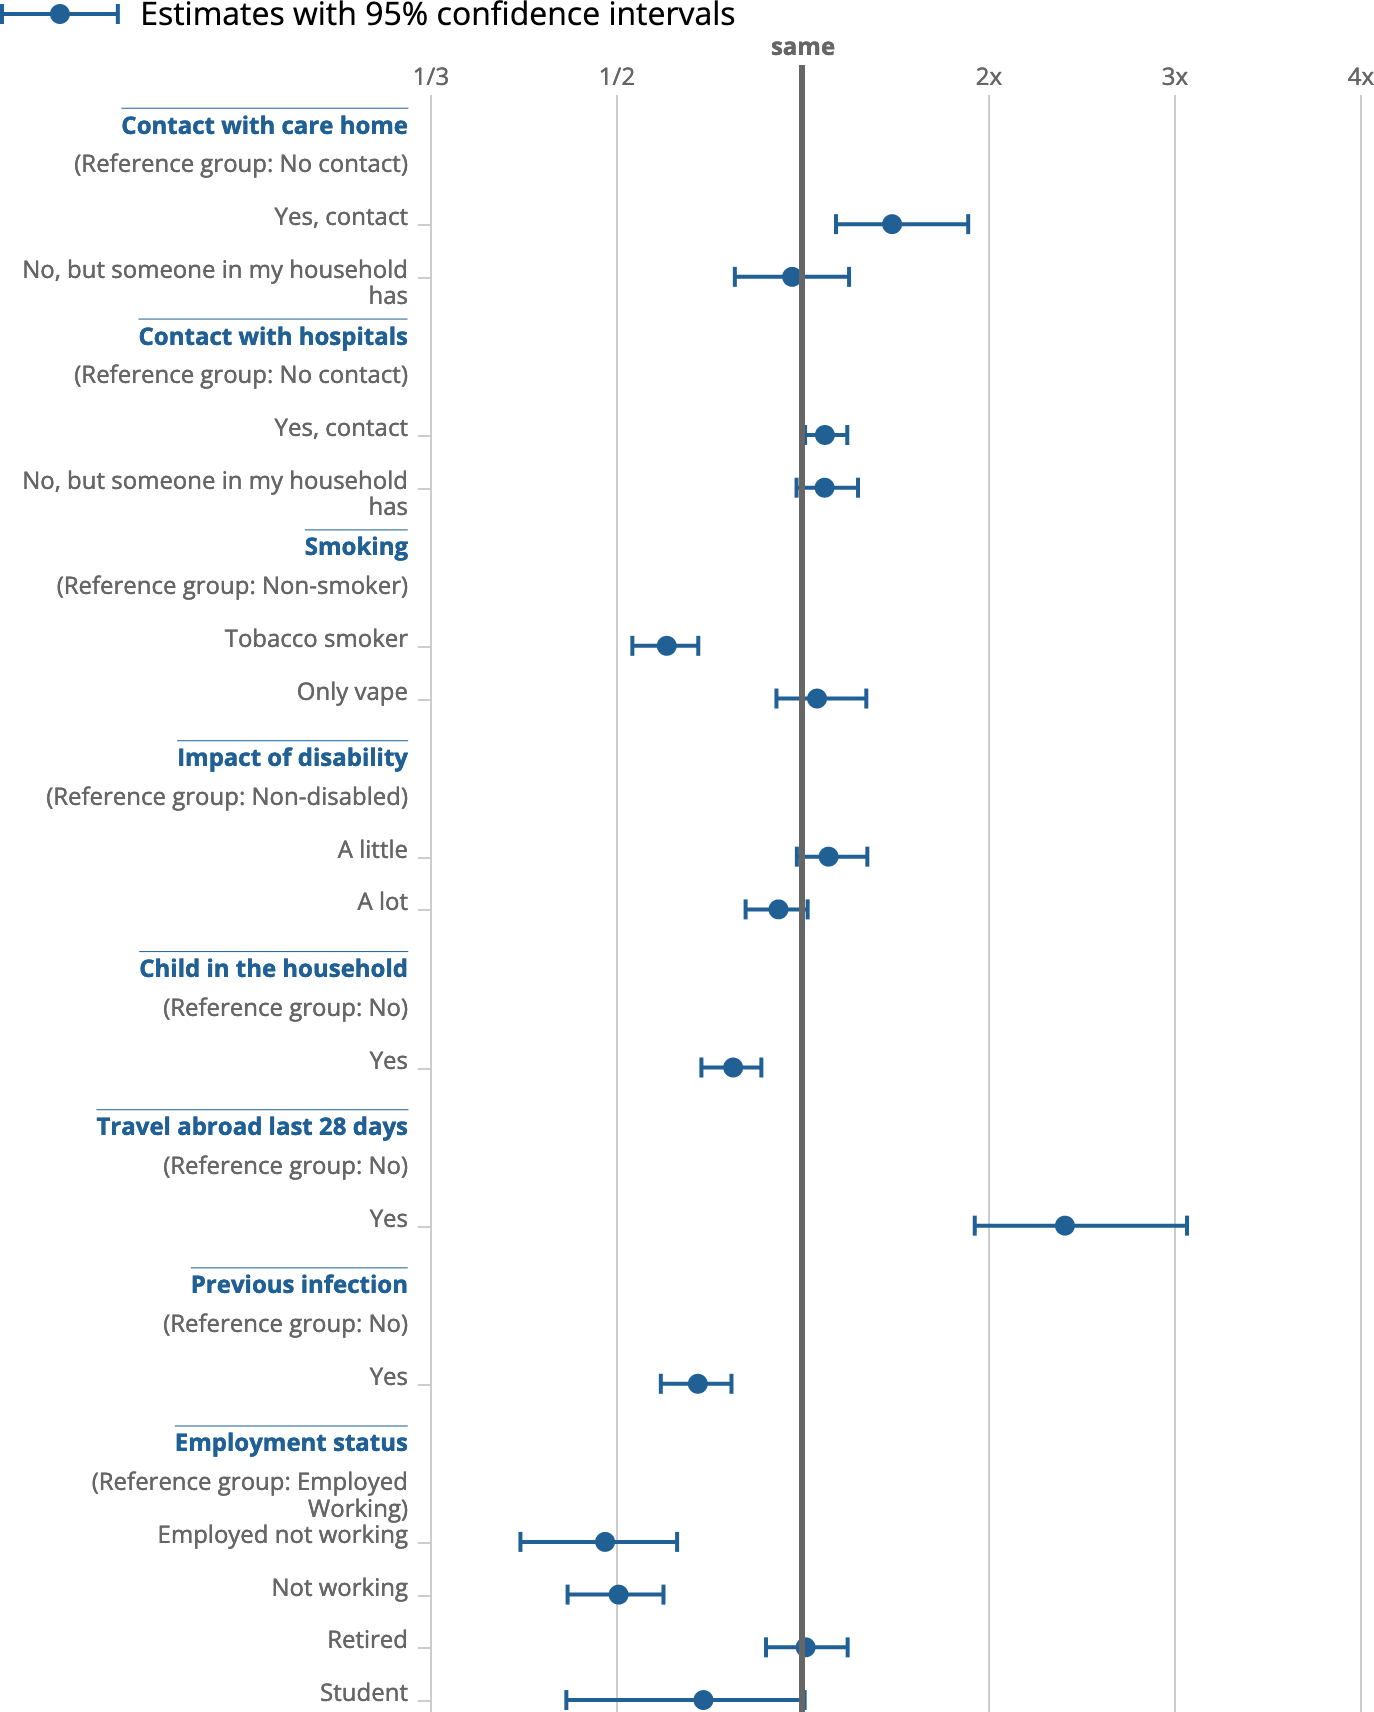 Estimates with 95% confidence intervals
same
1/3 1/2 2x 3x 4x
Contact with care home
(Reference group: No contact)
Yes, contact
No, but someone in my household
has
Contact with hospitals
(Reference group: No contact)
Yes, contact
No, but someone in my household
has
Smoking
(Reference group: Non-smoker)
Tobacco smoker
Only vape
Impact of disability
(Reference group: Non-disabled)
A little
A lot
Child in the household
(Reference group: No)
Yes
Travel abroad last 28 days
(Reference group: No)
Yes
Previous infection
(Reference group: No)
Yes
Employment status
(Reference group: Employed
Working)
Employed not working
Not working
Retired
Student